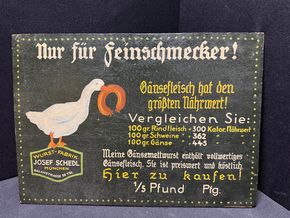 Nur für Feinschmecker!
Gänsefleisch hat den
größten Nährwert!
Vergleichen Sie:
100 gr. Rindfleisch = 300 Kalor. Nährwert
100 gr. Schweine " = 362 "
100 gr. Gänse " = 445 "
Meine Gänsemettwurst enthält vollwertiges
Gänsefleisch. Sie ist preiswert und köstlich.
Hier zu kaufen!
1/5 Pfund Pfg.
WURST-FABRIK
JOSEF SCHEDL
MÜNCHEN